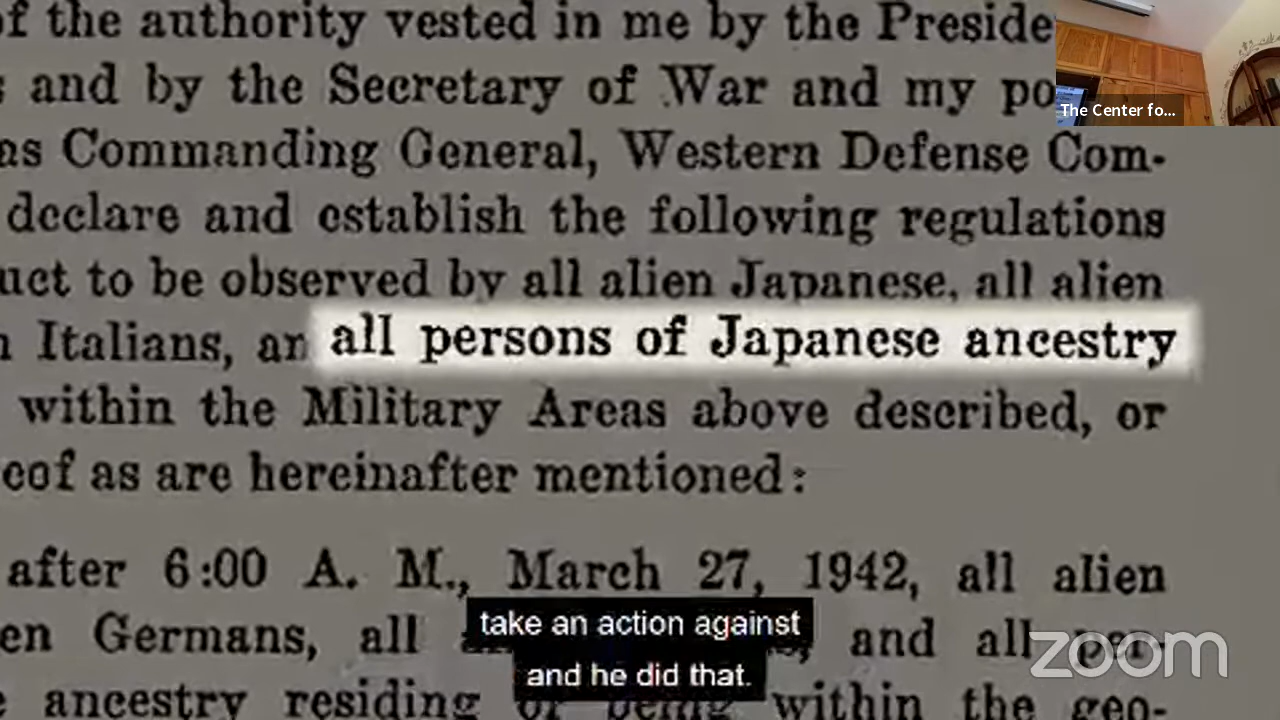 of the authority vested in me by the Preside
and by the Secretary of War and my po
as Commanding General, Western Defense Com-
declare and establish the following regulations
uct to be observed by all alien Japanese, all alien
n Italians, an all persons of Japanese ancestry
within the Military Areas above described, or
eof as are hereinafter mentioned:
after 6:00 A. M., March 27, 1942, all alien
en Germans, all and all per-
ancestry residing or being within the geo-
take an action against
and he did that.
The Center fo...
zoom